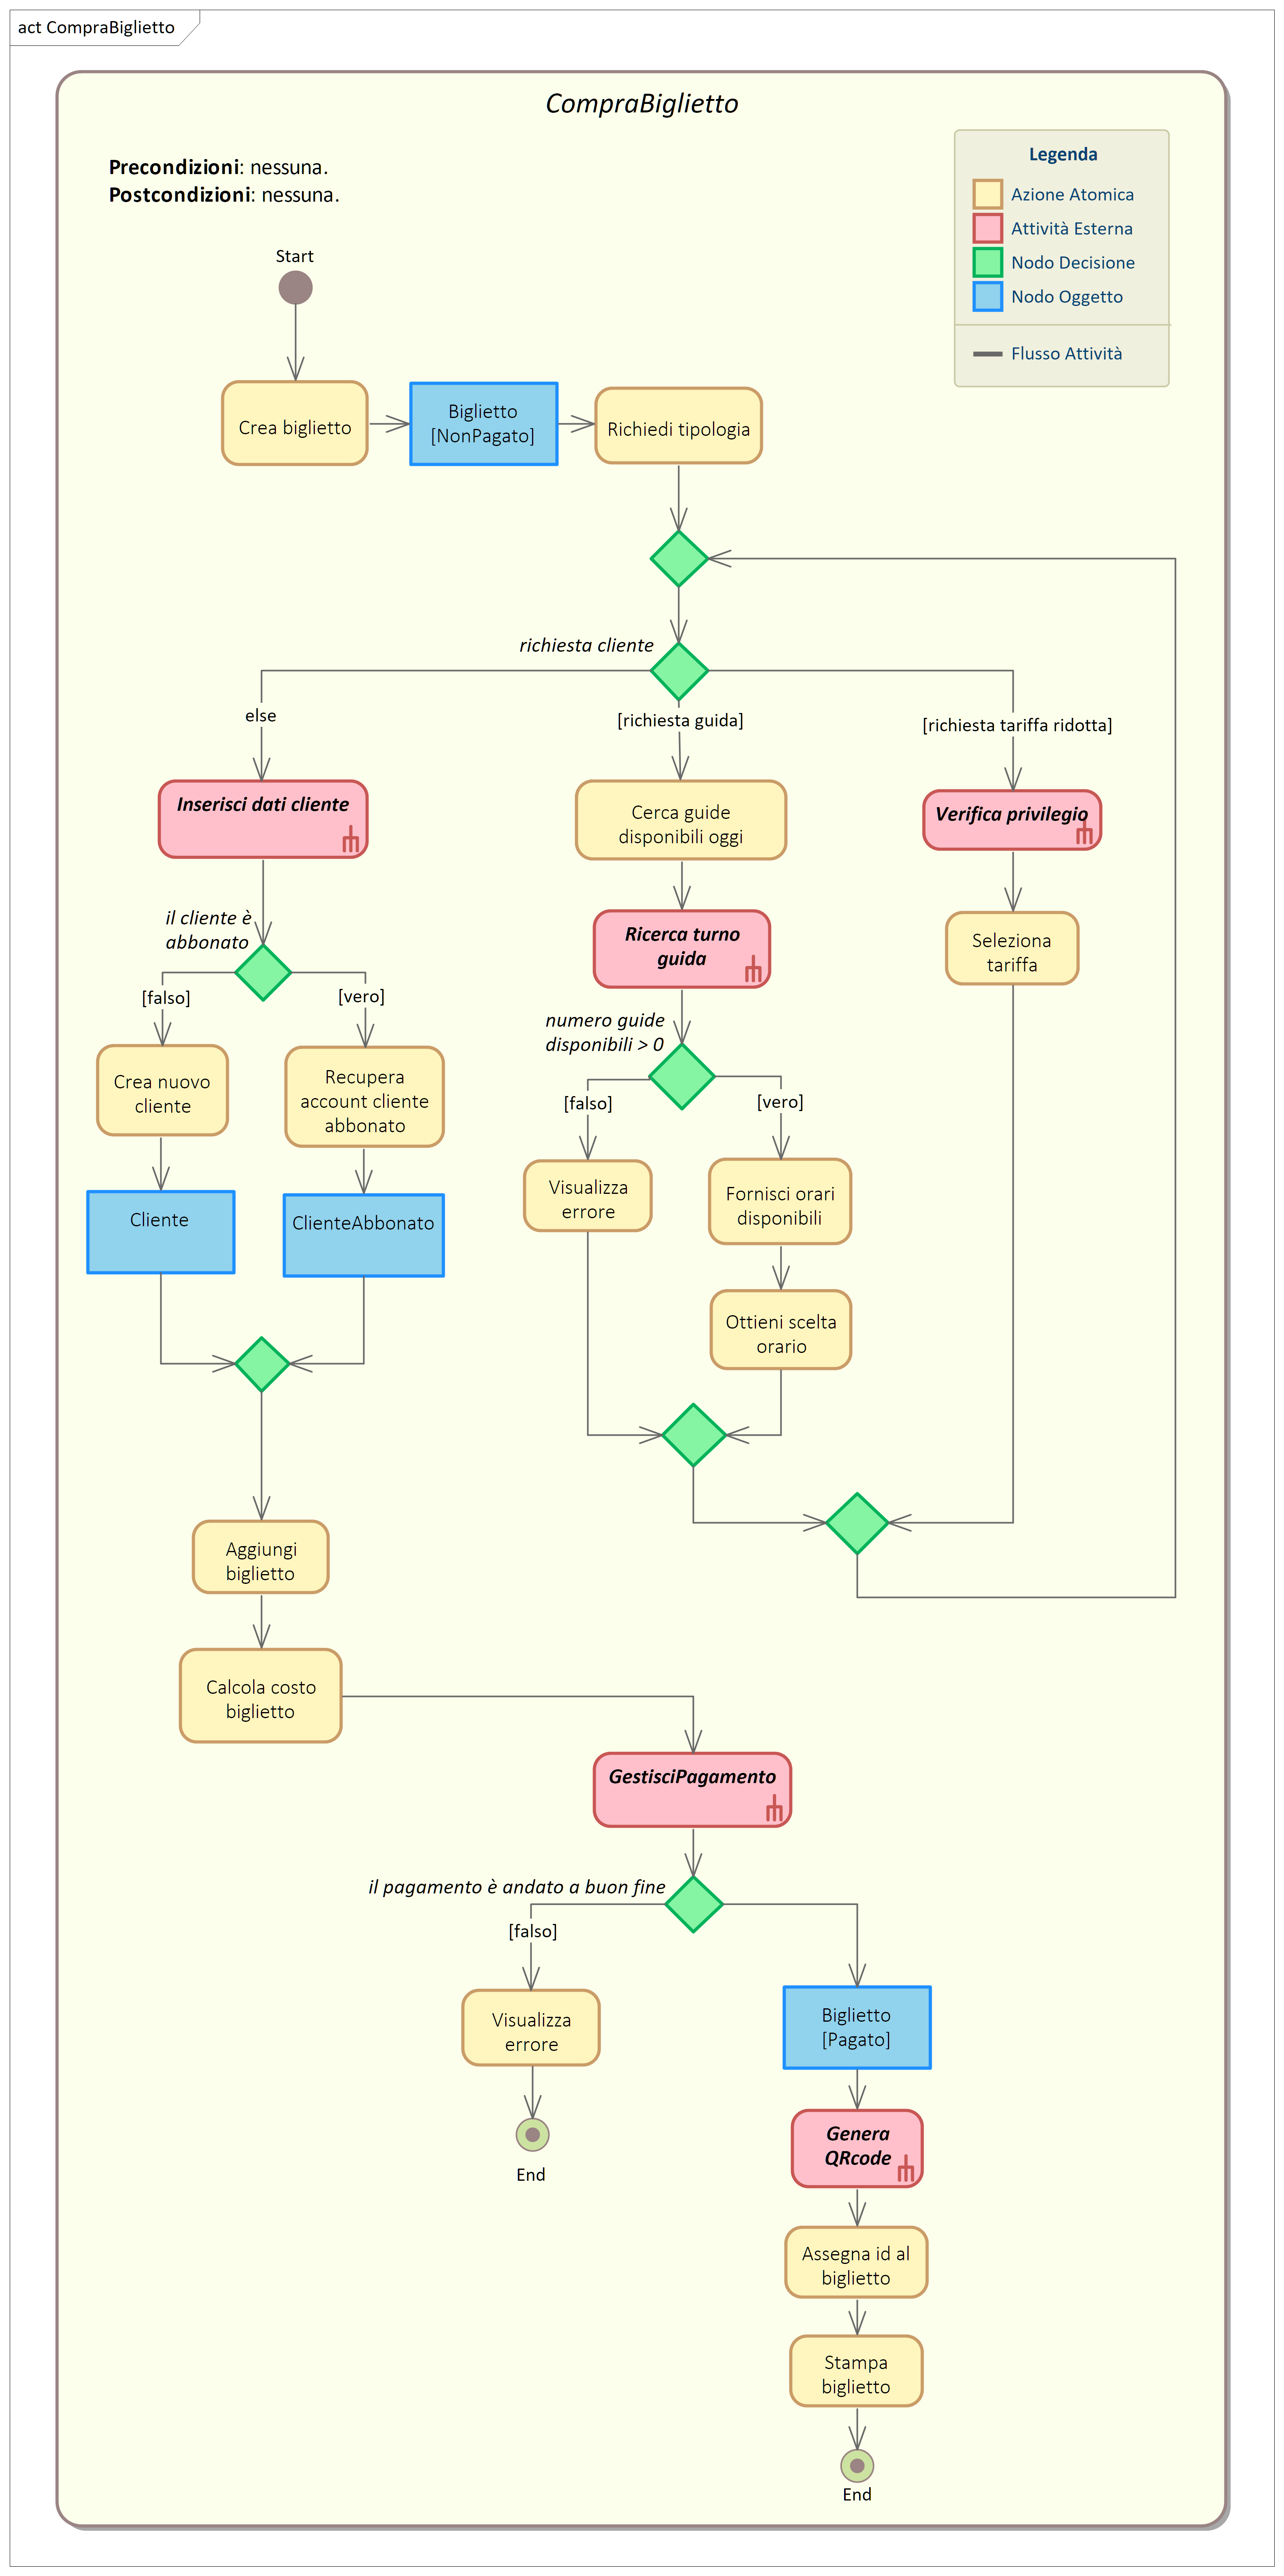 act CompraBiglietto
CompraBiglietto
Precondizioni: nessuna.
Postcondizioni: nessuna.
Legenda
Azione Atomica
Attività Esterna
Nodo Decisione
Nodo Oggetto
Flusso Attività
Start
Crea biglietto
Biglietto
[NonPagato]
Richiedi tipologia
richiesta cliente
else
[richiesta guida]
[richiesta tariffa ridotta]
Inserisci dati cliente
Cerca guide
disponibili oggi
Verifica privilegio
il cliente è
abbonato
Ricerca turno
guida
Seleziona
tariffa
[falso]
[vero]
numero guide
disponibili > 0
Crea nuovo
cliente
Recupera
account cliente
abbonato
[falso]
[vero]
Cliente
ClienteAbbonato
Visualizza
errore
Fornisci orari
disponibili
Ottieni scelta
orario
Aggiungi
biglietto
Calcola costo
biglietto
GestisciPagamento
il pagamento è andato a buon fine
[falso]
Visualizza
errore
Biglietto
[Pagato]
End
Genera
QRcode
Assegna id al
biglietto
Stampa
biglietto
End